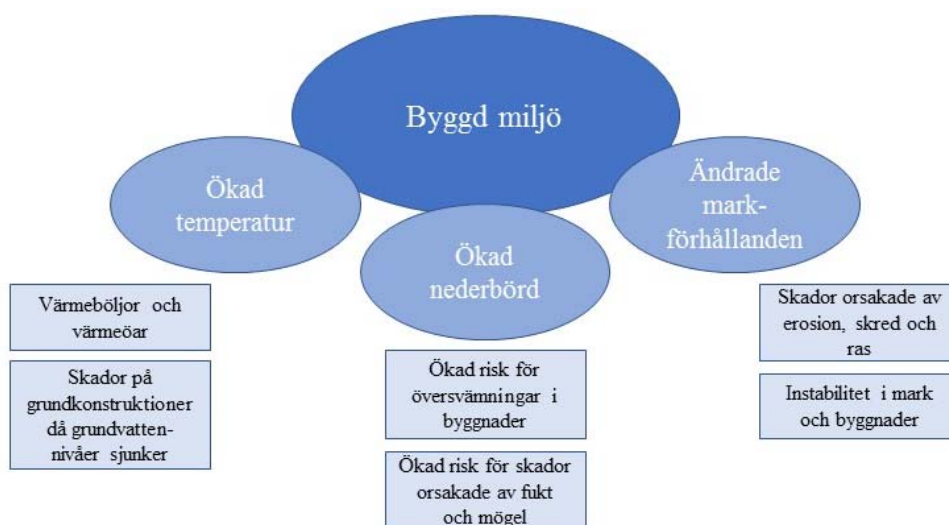 Byggd miljö
Ökad
temperatur
Ökad
nederbörd
Ändrade
mark-
förhållanden
Värmeböljor och
värmeöar
Skador på
grundkonstruktioner
då grundvatten-
nivåer sjunker
Ökad risk för
översvämningar i
byggnader
Ökad risk för skador
orsakade av fukt
och mögel
Skador orsakade av
erosion, skred och
ras
Instabilitet i mark
och byggnader